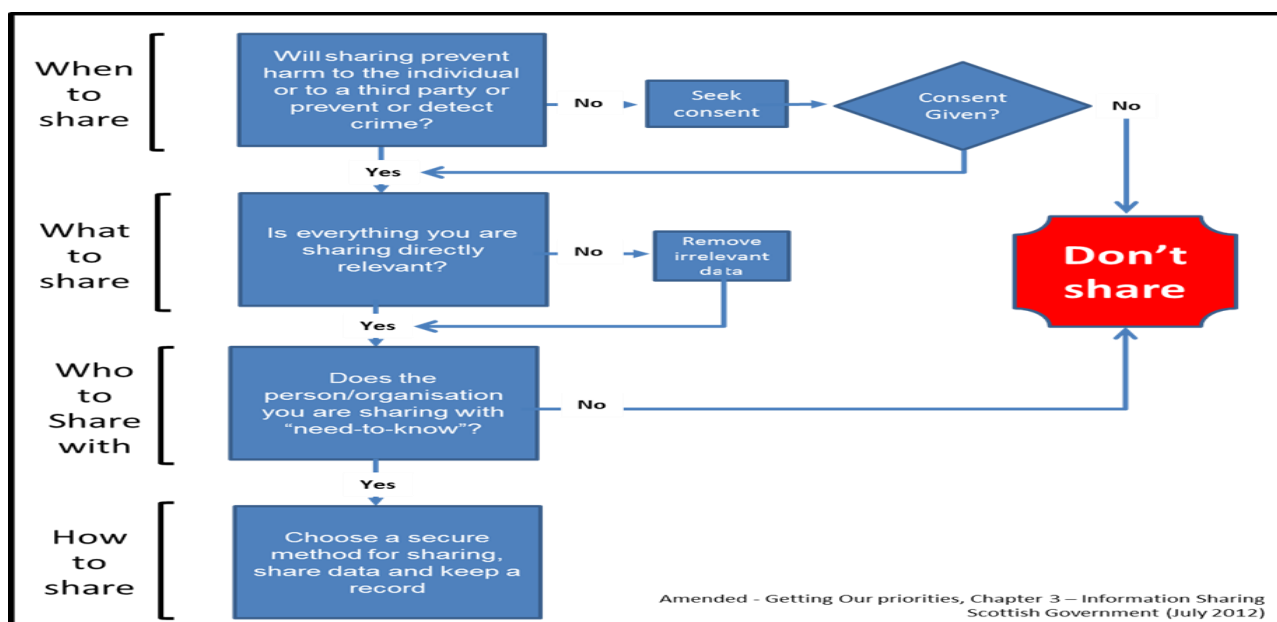 When
to
share
Will sharing prevent
harm to the individual
or to a third party or
prevent or detect
crime?
No
Seek
consent
Consent
Given?
No
Yes
What
to
share
Is everything you are
sharing directly
relevant?
No
Remove
irrelevant
data
Don't
share
Yes
Who
to
Share
with
Does the
person/organisation
you are sharing with
“need-to-know”?
No
Yes
How
to
share
Choose a secure
method for sharing,
share data and keep a
record
Amended - Getting Our priorities, Chapter 3 – Information Sharing
Scottish Government (July 2012)